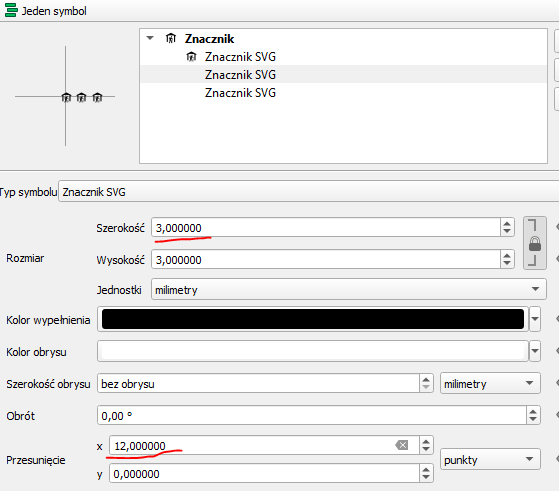 Jeden symbol
Znacznik
Znacznik SVG
Znacznik SVG
Znacznik SVG
Typ symbolu Znacznik SVG
Szerokość 3,000000
Rozmiar
Wysokość 3,000000
Jednostki milimetry
Kolor wypełnienia
Kolor obrysu
Szerokość obrysu bez obrysu milimetry
Obrót 0,00 °
x 12,000000
Przesunięcie punkty
y 0,000000